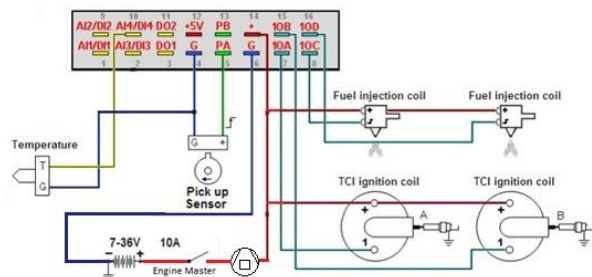 9 10 11 12 13 14 15 16
AI2/DI2 AI4/DI4 DO2 +5V PB + 10B 10D
AI1/DI1 AI3/DI3 DO1 G PA G 10A 10C
1 2 3 4 5 6 7 8
Fuel injection coil Fuel injection coil
+ +
Temperature
G +
T
G
Pick up
Sensor
TCI ignition coil TCI ignition coil
+ A + B
1 1
7-36V 10A
- +
Engine Master